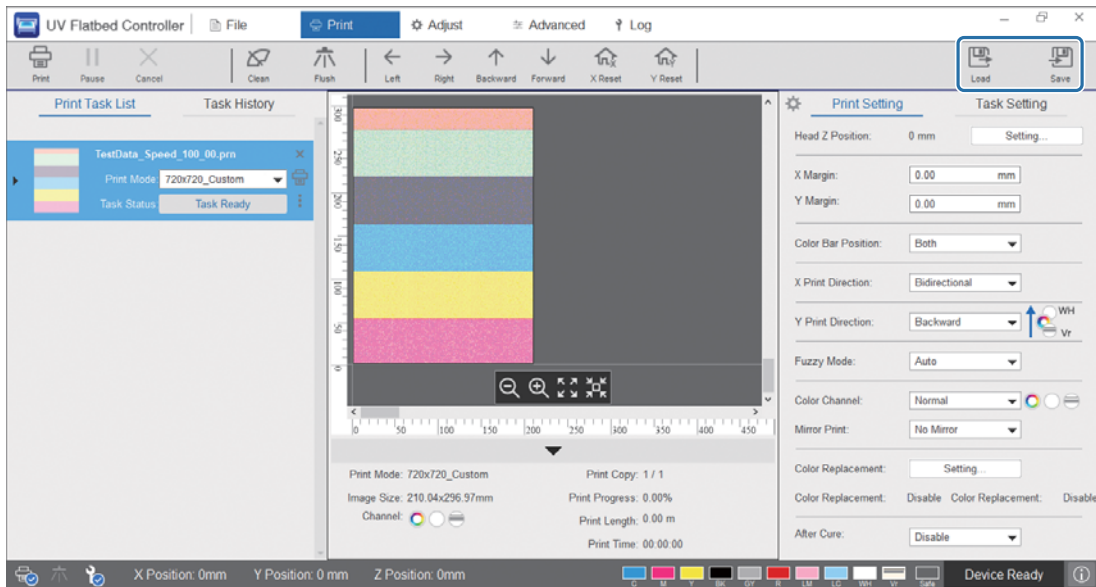 UV Flatbed Controller
File
Print
Adjust
Advanced
Log
Print
Pause
Cancel
Clean
Flush
Left
Right
Backward
Forward
X Reset
Y Reset
Load
Save
Print Task List
Task History
TestData_Speed_100_00.prn
Print Mode: 720x720_Custom
Task Status: Task Ready
300
250
200
150
100
50
0
0 50 100 150 200 250 300 350 400 450
Print Mode: 720x720_Custom
Print Copy: 1 / 1
Image Size: 210.04x296.97mm
Print Progress: 0.00%
Channel:
Print Length: 0.00 m
Print Time: 00:00:00
Print Setting
Task Setting
Head Z Position: 0 mm Setting...
X Margin: 0.00 mm
Y Margin: 0.00 mm
Color Bar Position: Both
X Print Direction: Bidirectional
Y Print Direction: Backward
WH
Vr
Fuzzy Mode: Auto
Color Channel: Normal
Mirror Print: No Mirror
Color Replacement: Setting...
Color Replacement: Disable Color Replacement: Disable
After Cure: Disable
X Position: 0mm Y Position: 0 mm Z Position: 0mm
C M Y BK GY R LM LC WH Vr Safe
Device Ready